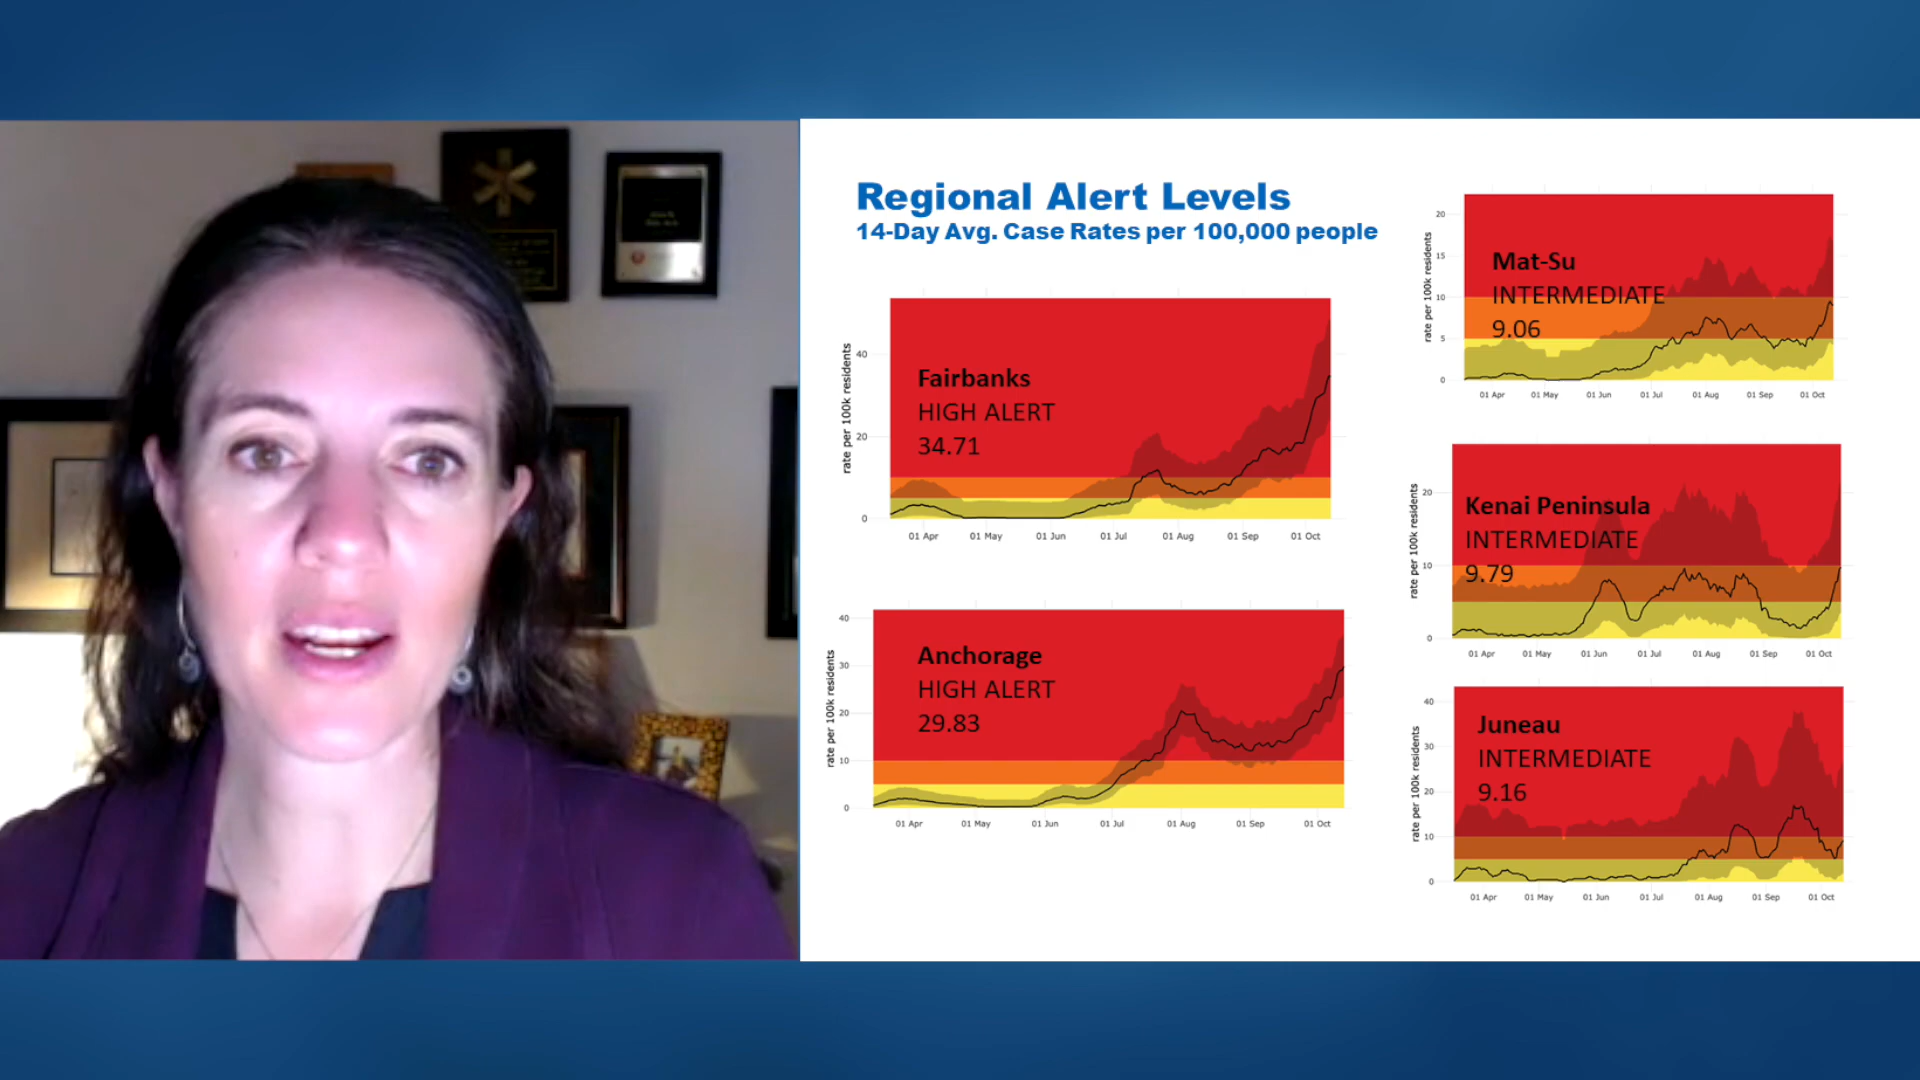 Regional Alert Levels
14-Day Avg. Case Rates per 100,000 people
rate per 100k residents
40
20
0
Fairbanks
HIGH ALERT
34.71
01 Apr 01 May 01 Jun 01 Jul 01 Aug 01 Sep 01 Oct
rate per 100k residents
40
30
20
10
0
Anchorage
HIGH ALERT
29.83
01 Apr 01 May 01 Jun 01 Jul 01 Aug 01 Sep 01 Oct
rate per 100k residents
20
15
10
5
0
Mat-Su
INTERMEDIATE
9.06
01 Apr 01 May 01 Jun 01 Jul 01 Aug 01 Sep 01 Oct
rate per 100k residents
20
10
0
Kenai Peninsula
INTERMEDIATE
9.79
01 Apr 01 May 01 Jun 01 Jul 01 Aug 01 Sep 01 Oct
rate per 100k residents
40
30
20
10
0
Juneau
INTERMEDIATE
9.16
01 Apr 01 May 01 Jun 01 Jul 01 Aug 01 Sep 01 Oct